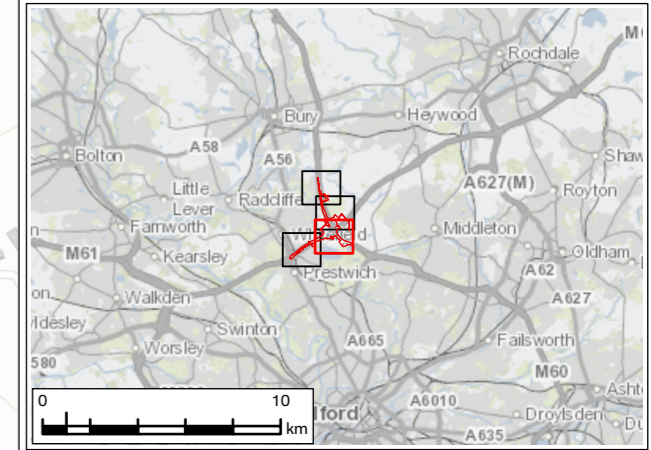 Rochdale
Bury
Heywood
A58
A56
Bolton
Shaw
A627(M)
Little
Lever
Royton
Farnworth
Middleton
M61
Oldham
Kearsley
Prestwich
A62
Walkden
A627
Swinton
A665
Worsley
Failsworth
580
M60
0
10
km
A6010
Droylsden
A635